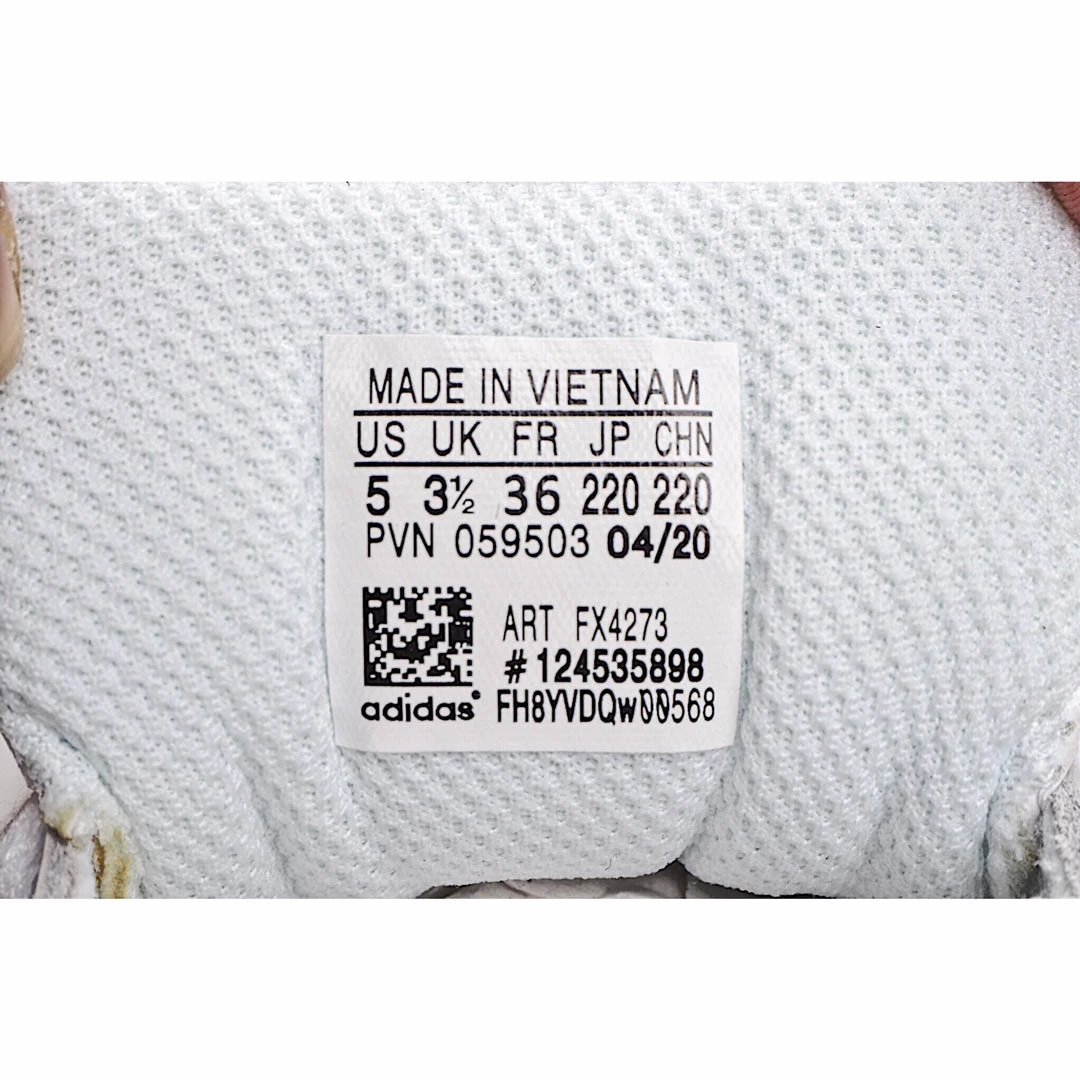 MADE IN VIETNAM
US UK FR JP CHN
5 3½ 36 220 220
PVN 059503 04/20
ART FX4273
#124535898
adidas® FH8YVDQw00568